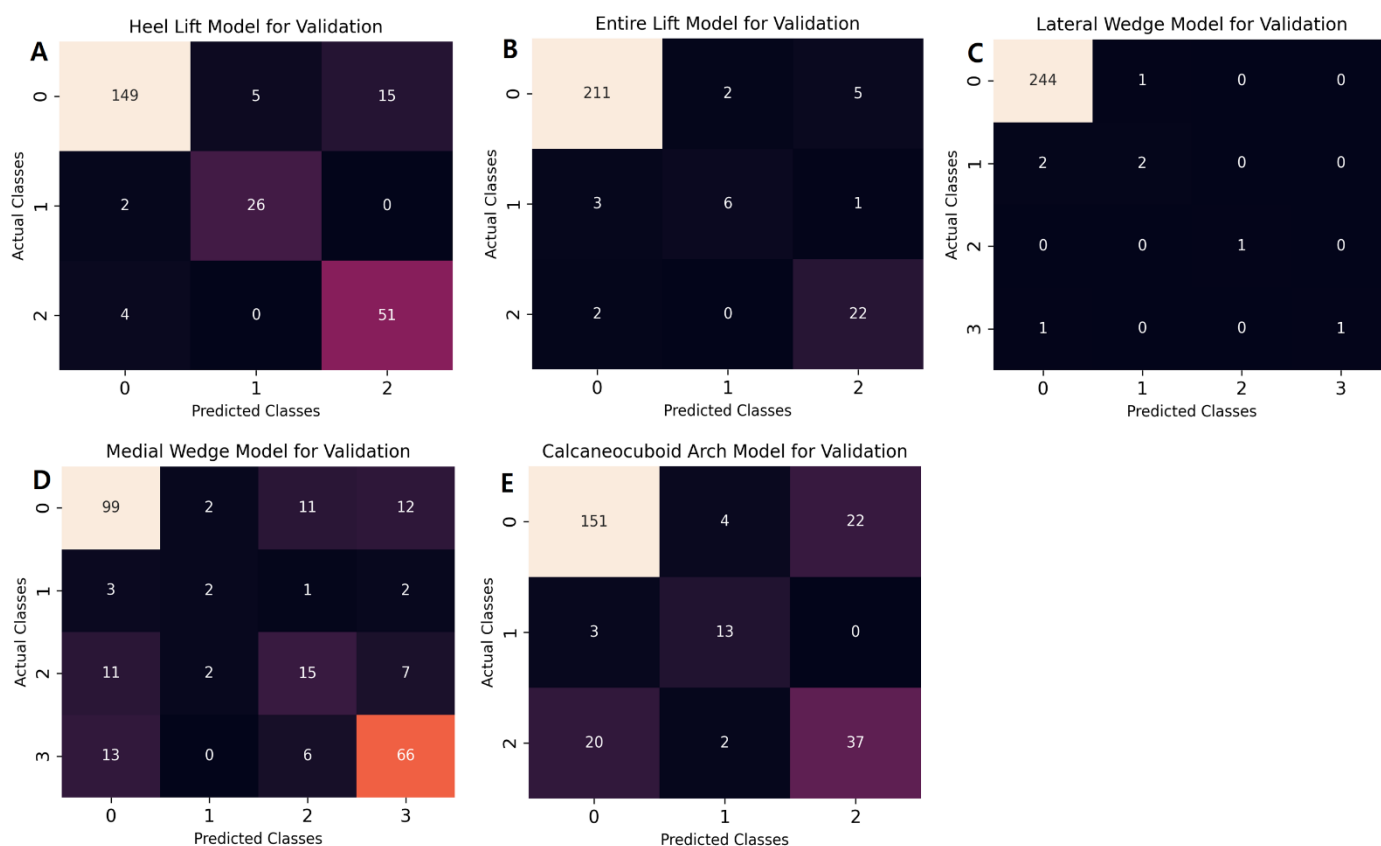 Heel Lift Model for Validation
A
0 149 5 15
1 2 26 0
2 4 0 51
0 1 2
Actual Classes
Predicted Classes
Entire Lift Model for Validation
B
0 211 2 5
1 3 6 1
2 2 0 22
0 1 2
Actual Classes
Predicted Classes
Lateral Wedge Model for Validation
C
0 244 1 0 0
1 2 2 0 0
2 0 0 1 0
3 1 0 0 1
0 1 2 3
Actual Classes
Predicted Classes
Medial Wedge Model for Validation
D
0 99 2 11 12
1 3 2 1 2
2 11 2 15 7
3 13 0 6 66
0 1 2 3
Actual Classes
Predicted Classes
Calcaneocuboid Arch Model for Validation
E
0 151 4 22
1 3 13 0
2 20 2 37
0 1 2
Actual Classes
Predicted Classes